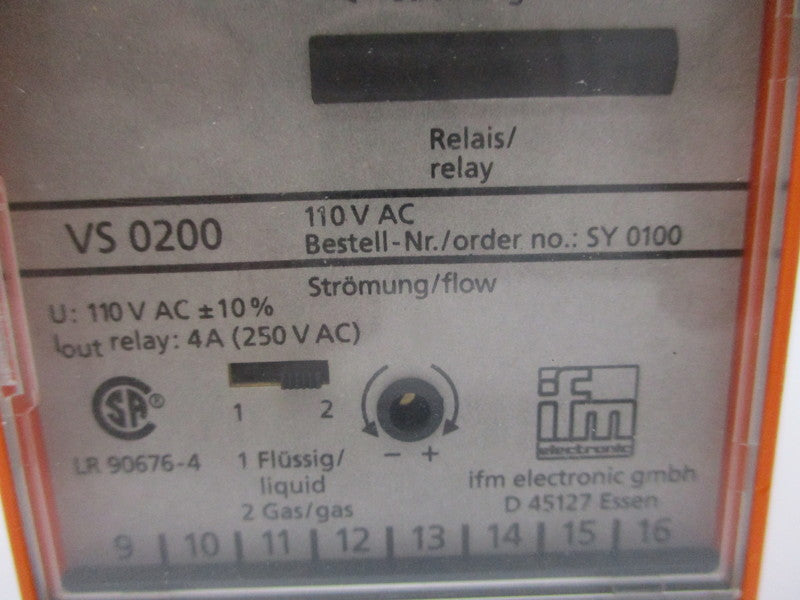 Relais/
relay
VS 0200
110 V AC
Bestell-Nr./order no.: SY 0100
Strömung/flow
U: 110 V AC ±10%
Iout relay: 4A (250 V AC)
1 2
SA®
LR 90676-4
1 Flüssig/
liquid
2 Gas/gas
− +
ifm
electronic
ifm electronic gmbh
D 45127 Essen
9 | 10 | 11 | 12 | 13 | 14 | 15 | 16